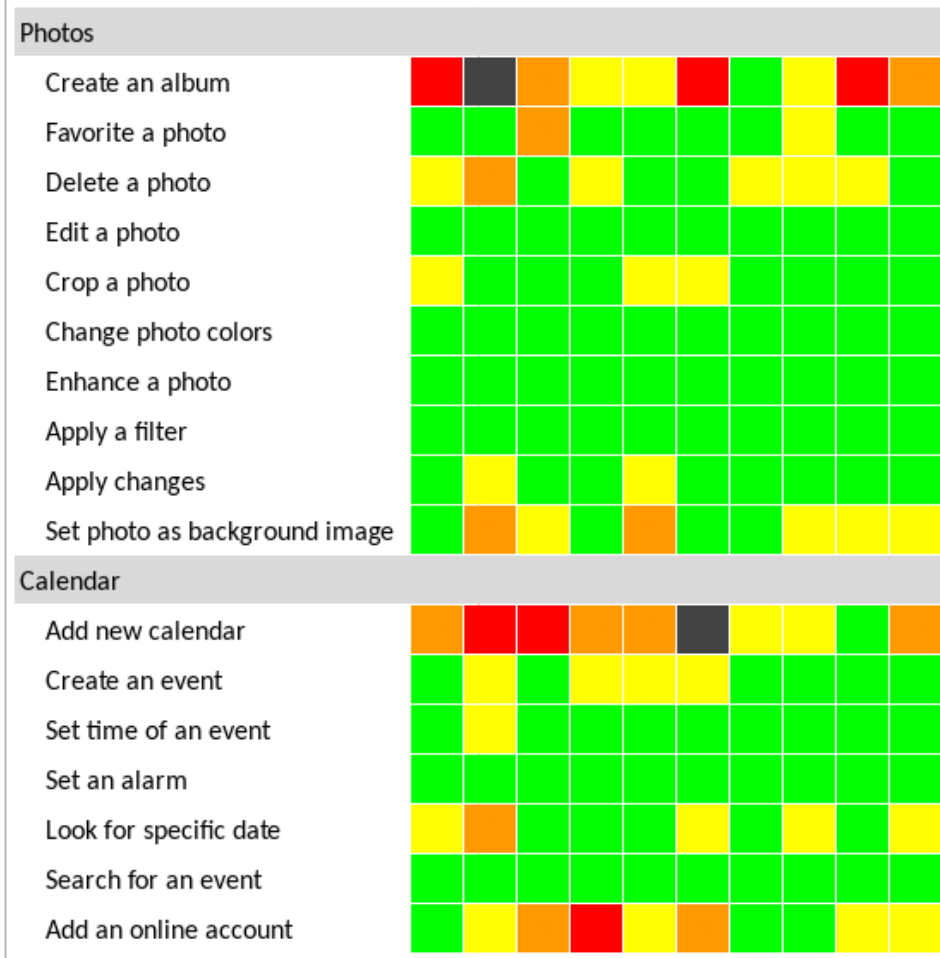 Photos
Create an album
Favorite a photo
Delete a photo
Edit a photo
Crop a photo
Change photo colors
Enhance a photo
Apply a filter
Apply changes
Set photo as background image
Calendar
Add new calendar
Create an event
Set time of an event
Set an alarm
Look for specific date
Search for an event
Add an online account